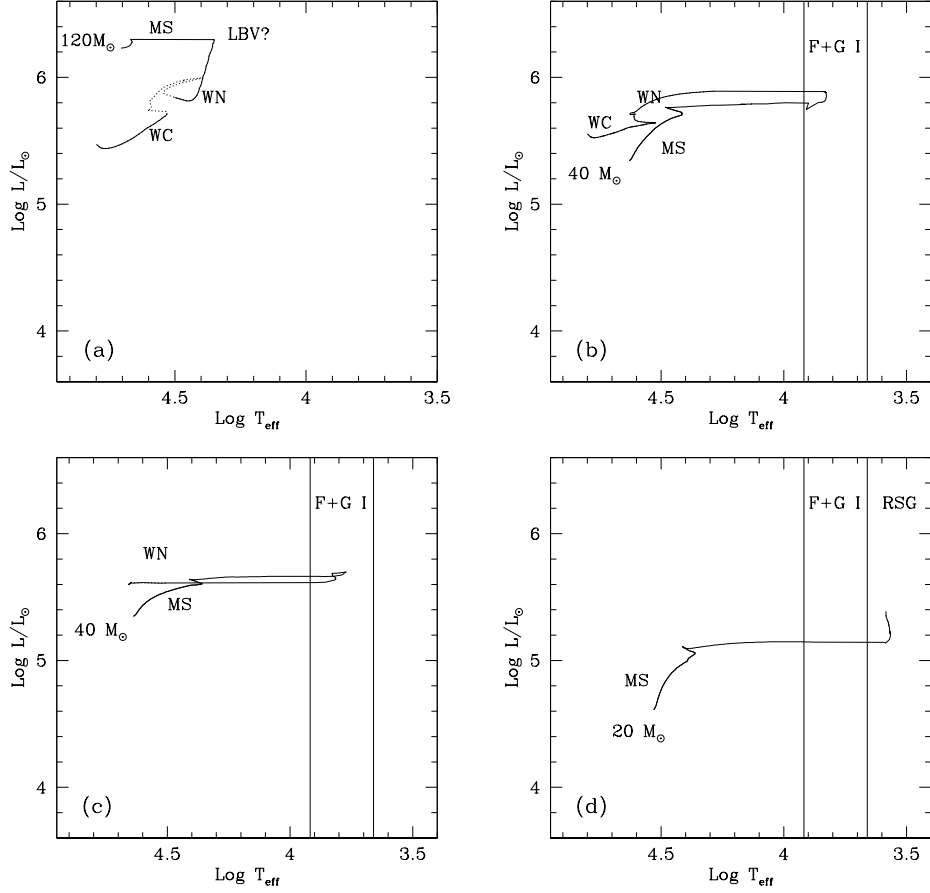 120M⊙
MS
LBV?
WN
WC
6
5
4
Log L/L⊙
(a)
4.5
4
3.5
Log Teff
F+G I
WN
WC
MS
40 M⊙
6
5
4
Log L/L⊙
(b)
4.5
4
3.5
Log Teff
F+G I
WN
MS
40 M⊙
6
5
4
Log L/L⊙
(c)
4.5
4
3.5
Log Teff
F+G I
RSG
MS
20 M⊙
6
5
4
Log L/L⊙
(d)
4.5
4
3.5
Log Teff